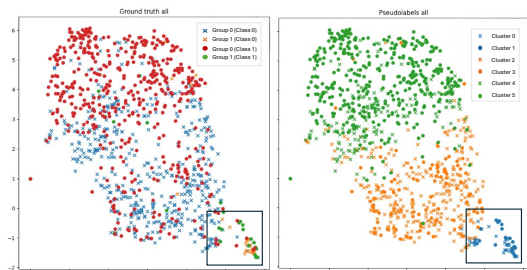 Ground truth all
Group 0 (Class 0)
Group 1 (Class 0)
Group 0 (Class 1)
Group 1 (Class 1)
6
5
4
3
2
1
0
−1
−2
Pseudolabels all
Cluster 0
Cluster 1
Cluster 2
Cluster 3
Cluster 4
Cluster 5